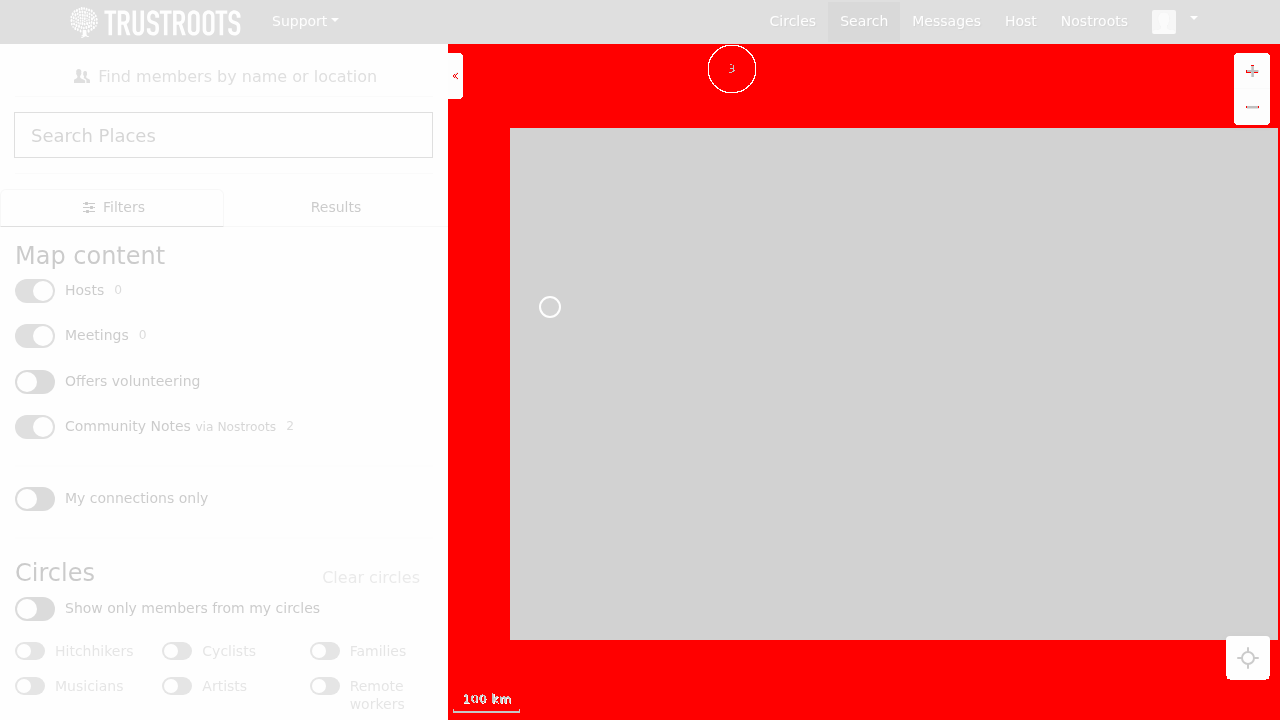 TRUSTROOTS
Support
Circles
Search
Messages
Host
Nostroots
Find members by name or location
Search Places
Filters
Results
Map content
Hosts 0
Meetings 0
Offers volunteering
Community Notes via Nostroots 2
My connections only
Circles
Clear circles
Show only members from my circles
Hitchhikers
Cyclists
Families
Musicians
Artists
Remote
workers
«
3
+
−
100 km